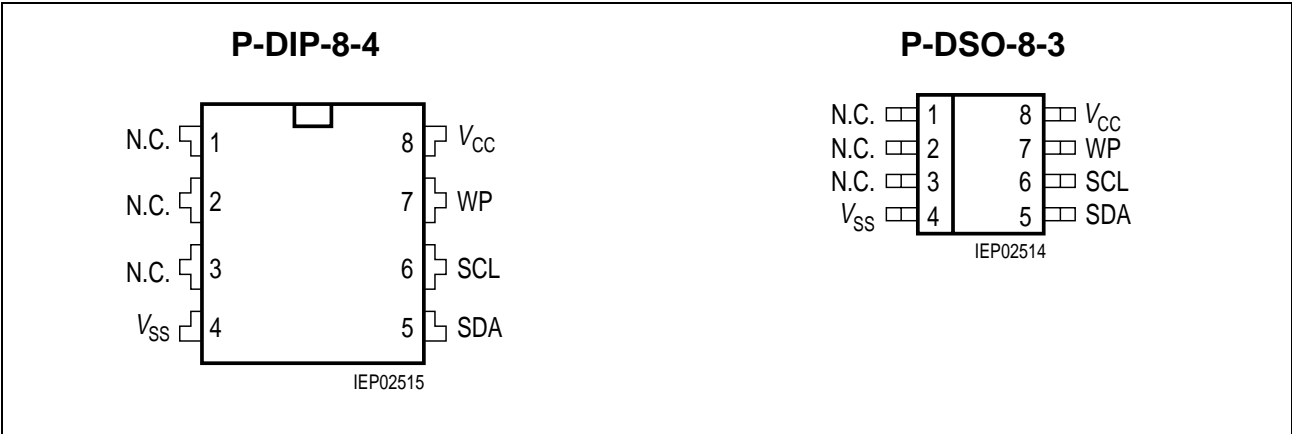 P-DIP-8-4
N.C. 1 8 VCC
N.C. 2 7 WP
N.C. 3 6 SCL
VSS 4 5 SDA
IEP02515
P-DSO-8-3
N.C. 1 8 VCC
N.C. 2 7 WP
N.C. 3 6 SCL
VSS 4 5 SDA
IEP02514